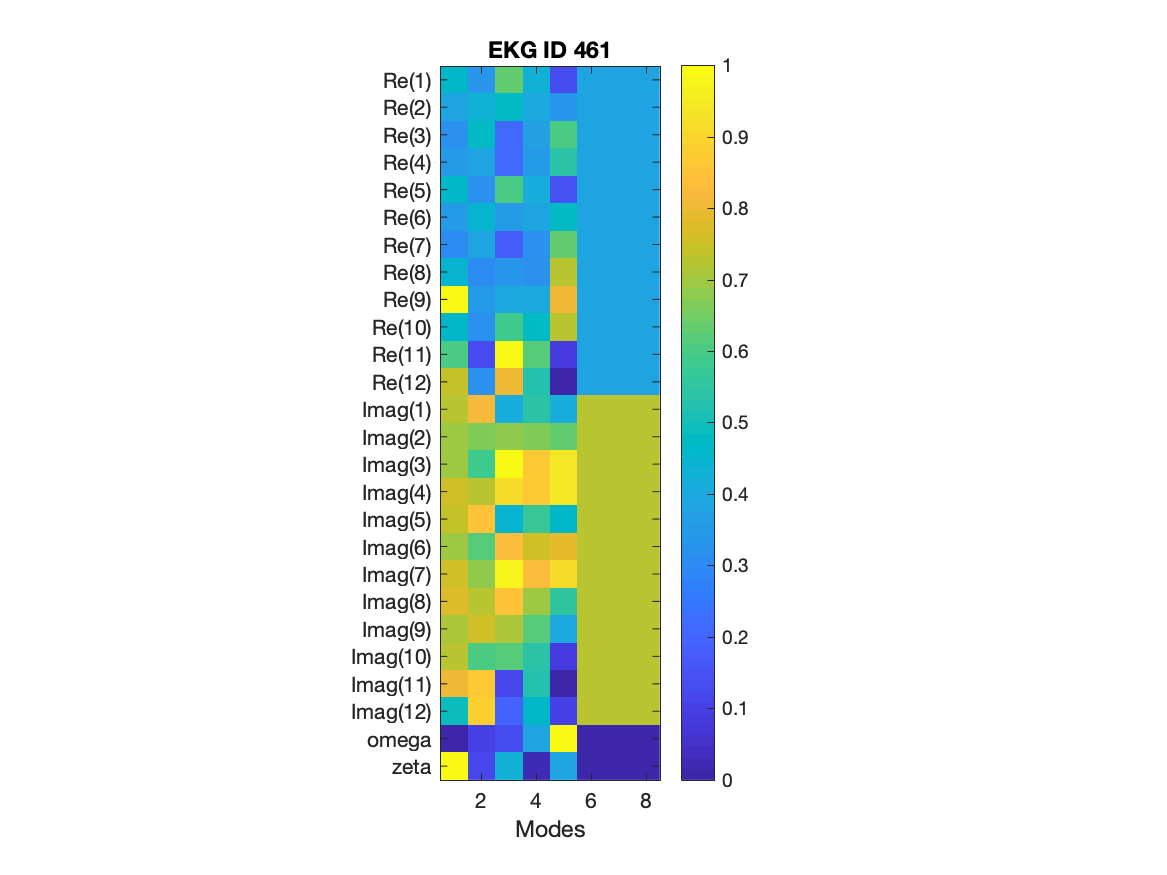 EKG ID 461
Re(1)
Re(2)
Re(3)
Re(4)
Re(5)
Re(6)
Re(7)
Re(8)
Re(9)
Re(10)
Re(11)
Re(12)
Imag(1)
Imag(2)
Imag(3)
Imag(4)
Imag(5)
Imag(6)
Imag(7)
Imag(8)
Imag(9)
Imag(10)
Imag(11)
Imag(12)
omega
zeta
2 4 6 8
Modes
1
0.9
0.8
0.7
0.6
0.5
0.4
0.3
0.2
0.1
0